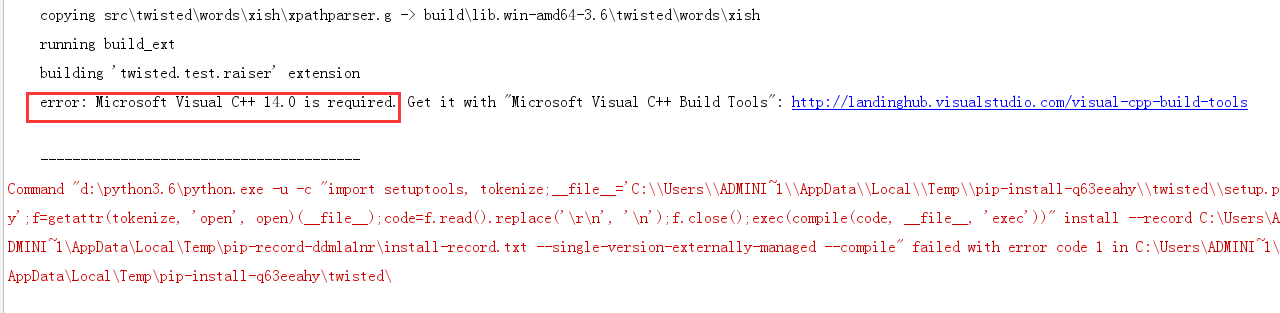 copying src\twisted\words\xish\xpathparser.g -> build\lib.win-amd64-3.6\twisted\words\xish
running build_ext
building 'twisted.test.raiser' extension
error: Microsoft Visual C++ 14.0 is required. Get it with "Microsoft Visual C++ Build Tools": http://landinghub.visualstudio.com/visual-cpp-build-tools
----------------------------------------
Command "d:\python3.6\python.exe -u -c "import setuptools, tokenize;__file__='C:\\Users\\ADMINI~1\\AppData\\Local\\Temp\\pip-install-q63eeahy\\twisted\\setup.p
y';f=getattr(tokenize, 'open', open)(__file__);code=f.read().replace('\r\n', '\n');f.close();exec(compile(code, __file__, 'exec'))" install --record C:\Users\A
DMINI~1\AppData\Local\Temp\pip-record-ddmlalnr\install-record.txt --single-version-externally-managed --compile" failed with error code 1 in C:\Users\ADMINI~1\
AppData\Local\Temp\pip-install-q63eeahy\twisted\